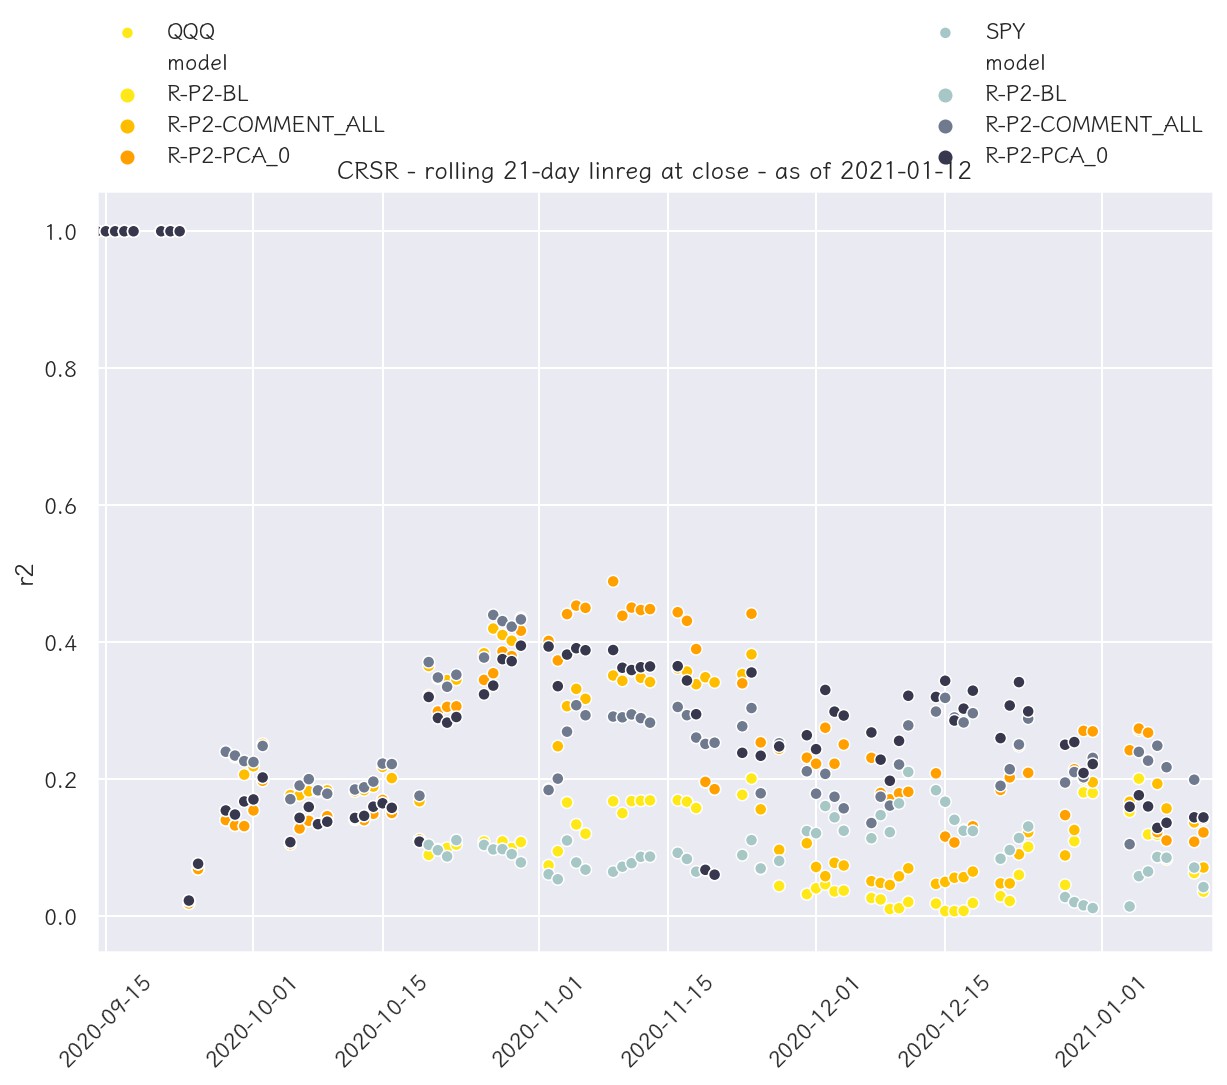 QQQ
model
R-P2-BL
R-P2-COMMENT_ALL
R-P2-PCA_0
SPY
model
R-P2-BL
R-P2-COMMENT_ALL
R-P2-PCA_0
CRSR - rolling 21-day linreg at close - as of 2021-01-12
1.0
0.8
0.6
0.4
0.2
0.0
r2
2020-09-15
2020-10-01
2020-10-15
2020-11-01
2020-11-15
2020-12-01
2020-12-15
2021-01-01